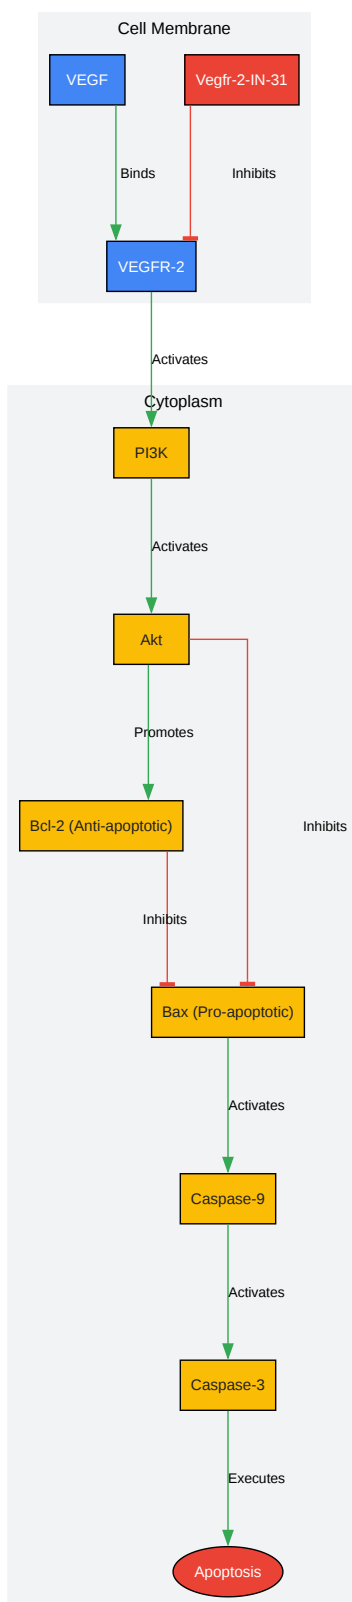 Cell Membrane
VEGF
Vegfr-2-IN-31
Binds
Inhibits
VEGFR-2
Activates
Cytoplasm
PI3K
Activates
Akt
Promotes
Bcl-2 (Anti-apoptotic)
Inhibits
Inhibits
Bax (Pro-apoptotic)
Activates
Caspase-9
Activates
Caspase-3
Executes
Apoptosis